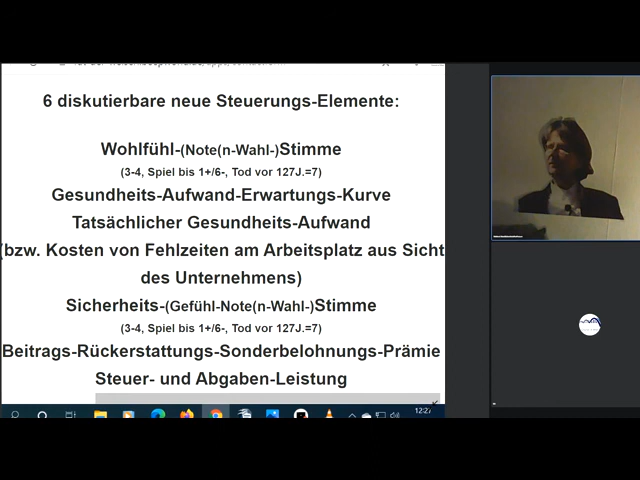 6 diskutierbare neue Steuerungs-Elemente:
Wohlfühl-(Note(n-Wahl-)Stimme
(3-4, Spiel bis 1+/6-, Tod vor 127J.=7)
Gesundheits-Aufwand-Erwartungs-Kurve
Tatsächlicher Gesundheits-Aufwand
(bzw. Kosten von Fehlzeiten am Arbeitsplatz aus Sicht
des Unternehmens)
Sicherheits-(Gefühl-Note(n-Wahl-)Stimme
(3-4, Spiel bis 1+/6-, Tod vor 127J.=7)
Beitrags-Rückerstattungs-Sonderbelohnungs-Prämie
Steuer- und Abgaben-Leistung
12:27